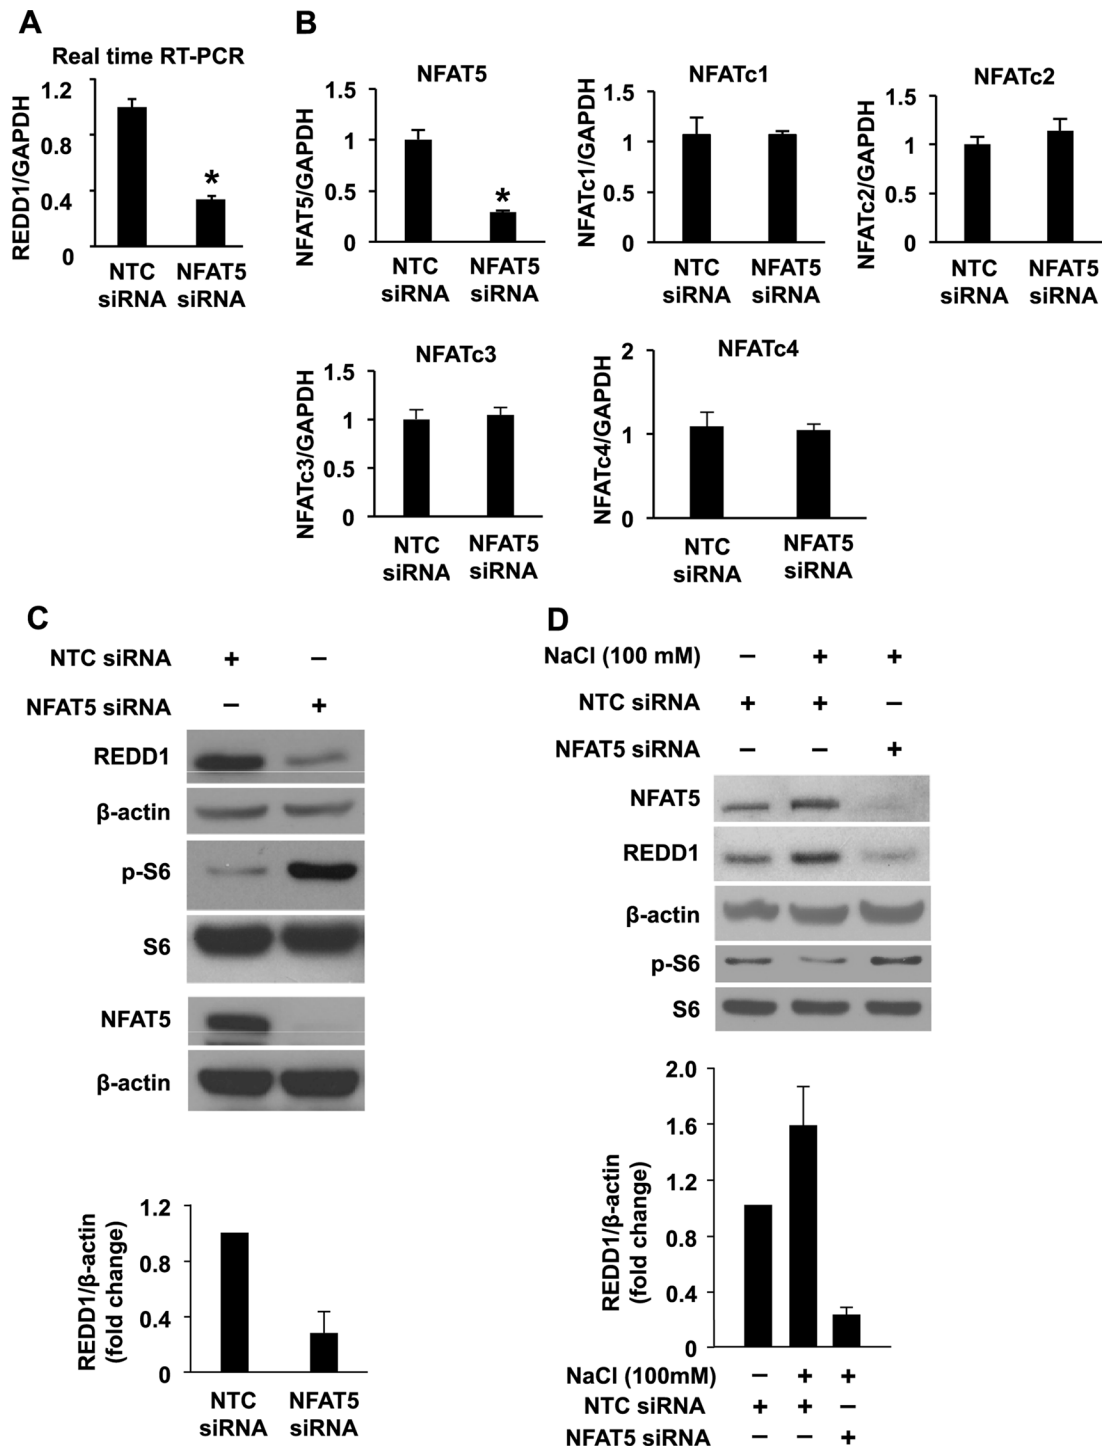 A
Real time RT-PCR
REDD1/GAPDH
1.2
0.8
0.4
0
*
NTC
siRNA
NFAT5
siRNA
B
NFAT5
NFAT5/GAPDH
1.5
1
0.5
0
*
NTC
siRNA
NFAT5
siRNA
NFATc1
NFATc1/GAPDH
1.5
1
0.5
0
NTC
siRNA
NFAT5
siRNA
NFATc2
NFATc2/GAPDH
1.5
1
0.5
0
NTC
siRNA
NFAT5
siRNA
NFATc3
NFATc3/GAPDH
1.5
1
0.5
0
NTC
siRNA
NFAT5
siRNA
NFATc4
NFATc4/GAPDH
2
1
0
NTC
siRNA
NFAT5
siRNA
C
NTC siRNA + −
NFAT5 siRNA − +
REDD1
β-actin
p-S6
S6
NFAT5
β-actin
REDD1/β-actin
(fold change)
1.2
0.8
0.4
0
NTC
siRNA
NFAT5
siRNA
D
NaCl (100 mM) − + +
NTC siRNA + + −
NFAT5 siRNA − − +
NFAT5
REDD1
β-actin
p-S6
S6
REDD1/β-actin
(fold change)
2.0
1.6
1.2
0.8
0.4
0
NaCl (100mM) − + +
NTC siRNA + + −
NFAT5 siRNA − − +